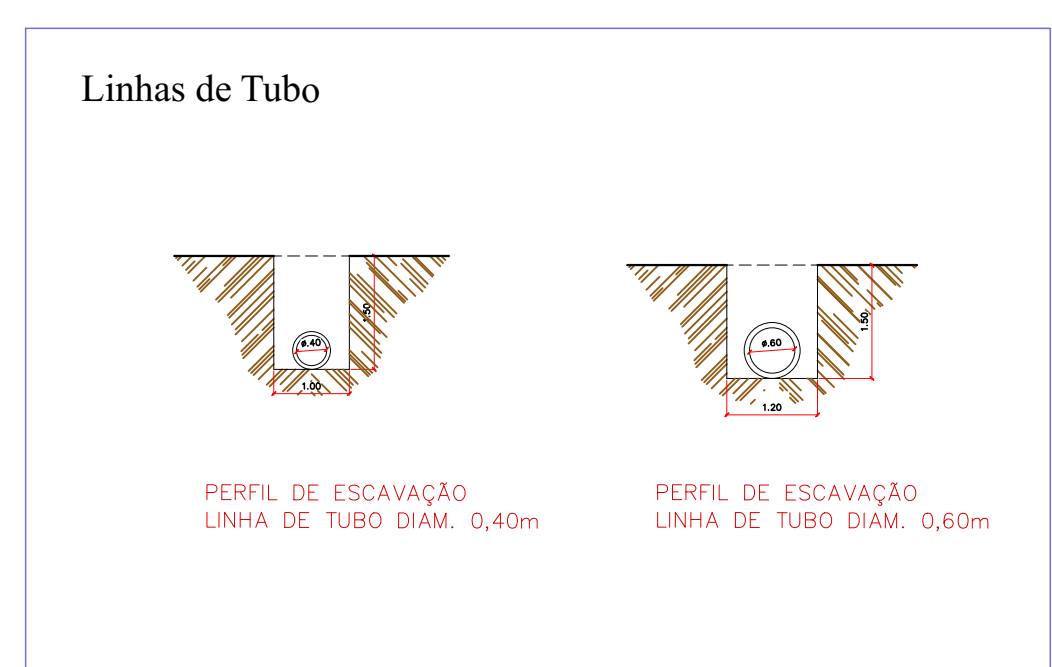 Linhas de Tubo
ø.40
1.50
1.00
PERFIL DE ESCAVAÇÃO
LINHA DE TUBO DIAM. 0,40m
ø.60
1.50
1.20
PERFIL DE ESCAVAÇÃO
LINHA DE TUBO DIAM. 0,60m